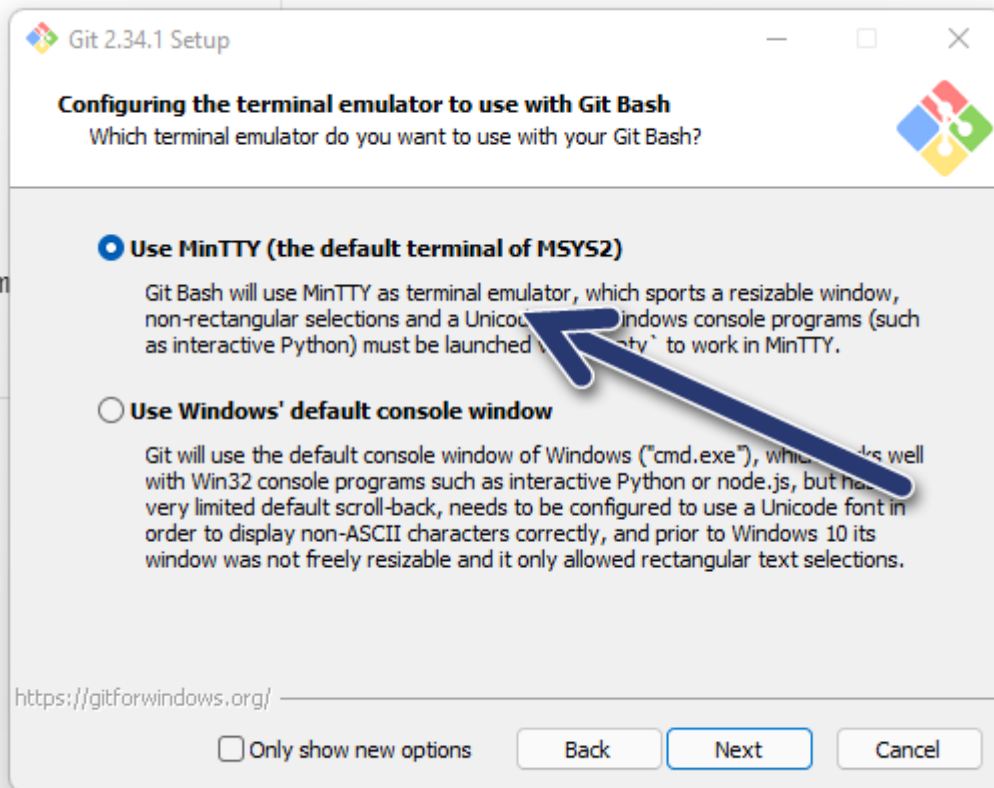 Git 2.34.1 Setup
Configuring the terminal emulator to use with Git Bash
Which terminal emulator do you want to use with your Git Bash?
Use MinTTY (the default terminal of MSYS2)
Git Bash will use MinTTY as terminal emulator, which sports a resizable window,
non-rectangular selections and a console programs (such
as interactive Python) must be launched to work in MinTTY.
Use Windows' default console window
Git will use the default console window of Windows ("cmd.exe"), well
with Win32 console programs such as interactive Python or node.js, but
very limited default scroll-back, needs to be configured to use a Unicode font in
order to display non-ASCII characters correctly, and prior to Windows 10 its
window was not freely resizable and it only allowed rectangular text selections.
https://gitforwindows.org/
Only show new options
Back
Next
Cancel